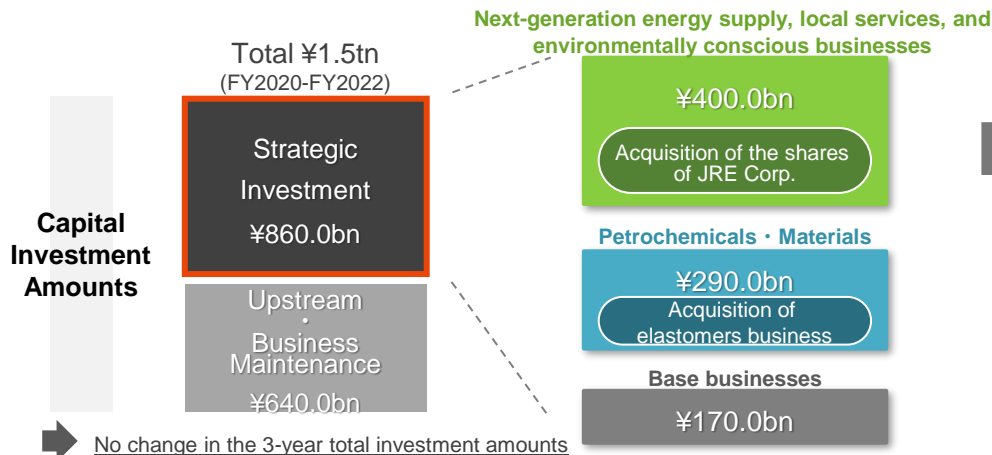 Next-generation energy supply, local services, and
environmentally conscious businesses
Total ¥1.5tn
(FY2020-FY2022)
Strategic
Investment
¥860.0bn
Capital
Investment
Amounts
Upstream
・
Business
Maintenance
¥640.0bn
¥400.0bn
Acquisition of the shares
of JRE Corp.
Petrochemicals・Materials
¥290.0bn
Acquisition of
elastomers business
Base businesses
¥170.0bn
No change in the 3-year total investment amounts